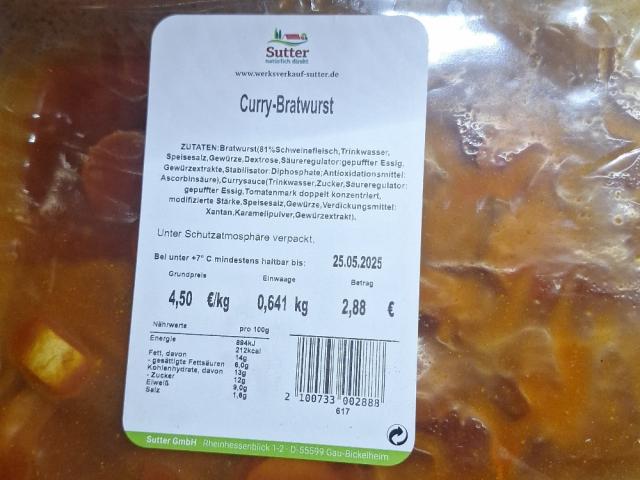 Sutter
natürlich direkt
www.werksverkauf-sutter.de
Curry-Bratwurst
ZUTATEN:Bratwurst(81%Schweinefleisch,Trinkwasser,
Speisesalz,Gewürze,Dextrose,Säureregulator:gepuffter Essig,
Gewürzextrakte,Stabilisator: Diphosphate;Antioxidationsmittel:
Ascorbinsäure),Currysauce(Trinkwasser,Zucker,Säureregulator:
gepuffter Essig,Tomatenmark doppelt konzentriert,
modifizierte Stärke,Speisesalz,Gewürze,Verdickungsmittel:
Xantan,Karamellpulver,Gewürzextrakt).
Unter Schutzatmosphäre verpackt.
Bei unter +7° C mindestens haltbar bis: 25.05.2025
Grundpreis Einwaage Betrag
4,50 €/kg 0,641 kg 2,88 €
Nährwerte pro 100g
Energie 894kJ
212kcal
Fett, davon 14g
- gesättigte Fettsäuren 6,0g
Kohlenhydrate, davon 13g
- Zucker 12g
Eiweiß 9,0g
Salz 1,6g
2 100733 002888
617
Sutter GmbH · Rheinhessenblick 1-2 · D-55599 Gau-Bickelheim